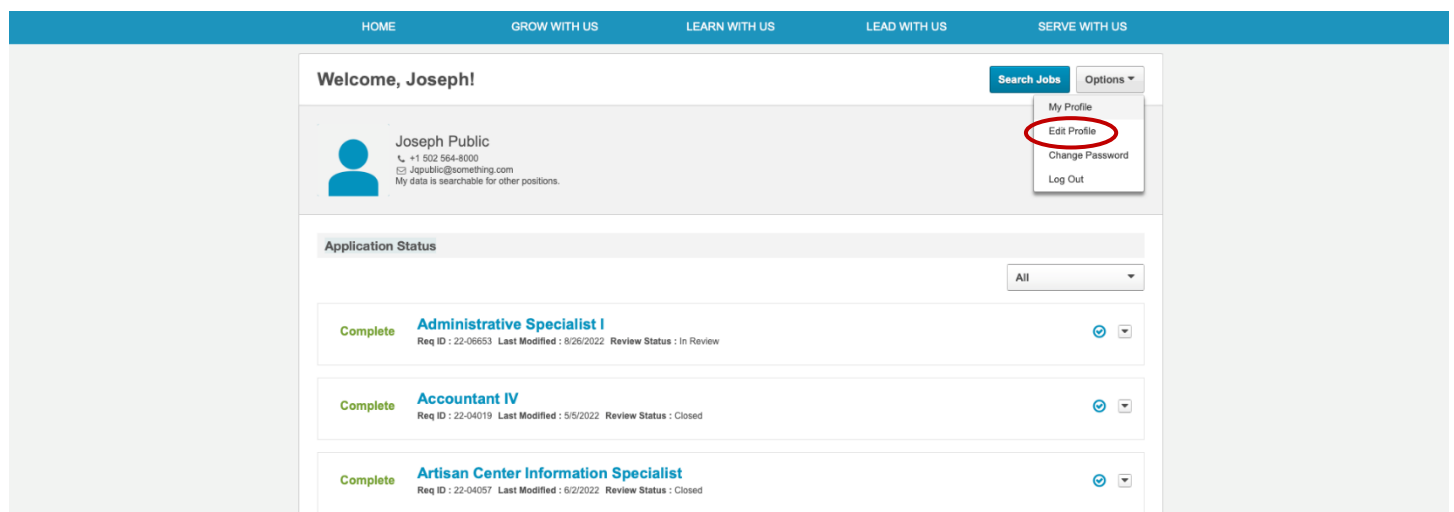 HOME GROW WITH US LEARN WITH US LEAD WITH US SERVE WITH US
Welcome, Joseph!
Search Jobs Options
My Profile
Edit Profile
Change Password
Log Out
Joseph Public
+1 502 564-8000
Jqpublic@something.com
My data is searchable for other positions.
Application Status
All
Complete Administrative Specialist I
Req ID : 22-06653 Last Modified : 8/26/2022 Review Status : In Review
Complete Accountant IV
Req ID : 22-04019 Last Modified : 5/5/2022 Review Status : Closed
Complete Artisan Center Information Specialist
Req ID : 22-04057 Last Modified : 6/2/2022 Review Status : Closed